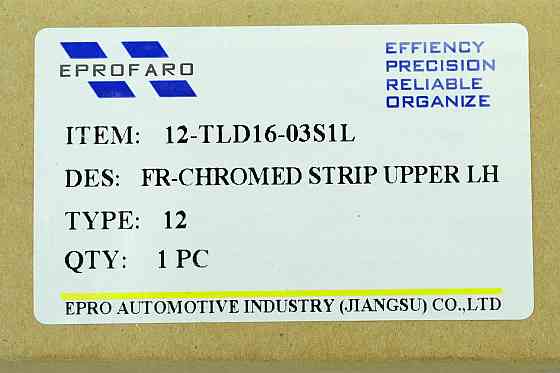 EPROFARO
EFFIENCY
PRECISION
RELIABLE
ORGANIZE
ITEM: 12-TLD16-03S1L
DES: FR-CHROMED STRIP UPPER LH
TYPE: 12
QTY: 1 PC
EPRO AUTOMOTIVE INDUSTRY (JIANGSU) CO.,LTD